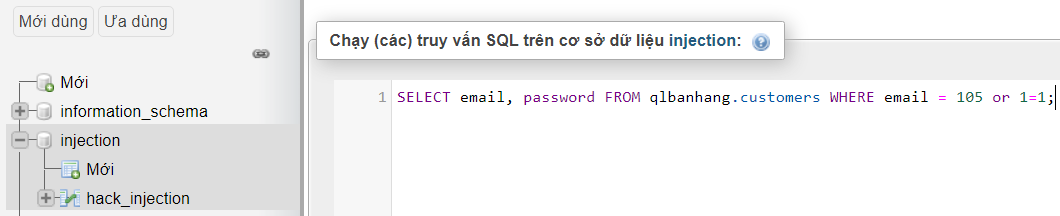 Mới dùng
Ưa dùng
Mới
information_schema
injection
Mới
hack_injection
Chạy (các) truy vấn SQL trên cơ sở dữ liệu injection:
1 SELECT email, password FROM qlbanhang.customers WHERE email = 105 or 1=1;